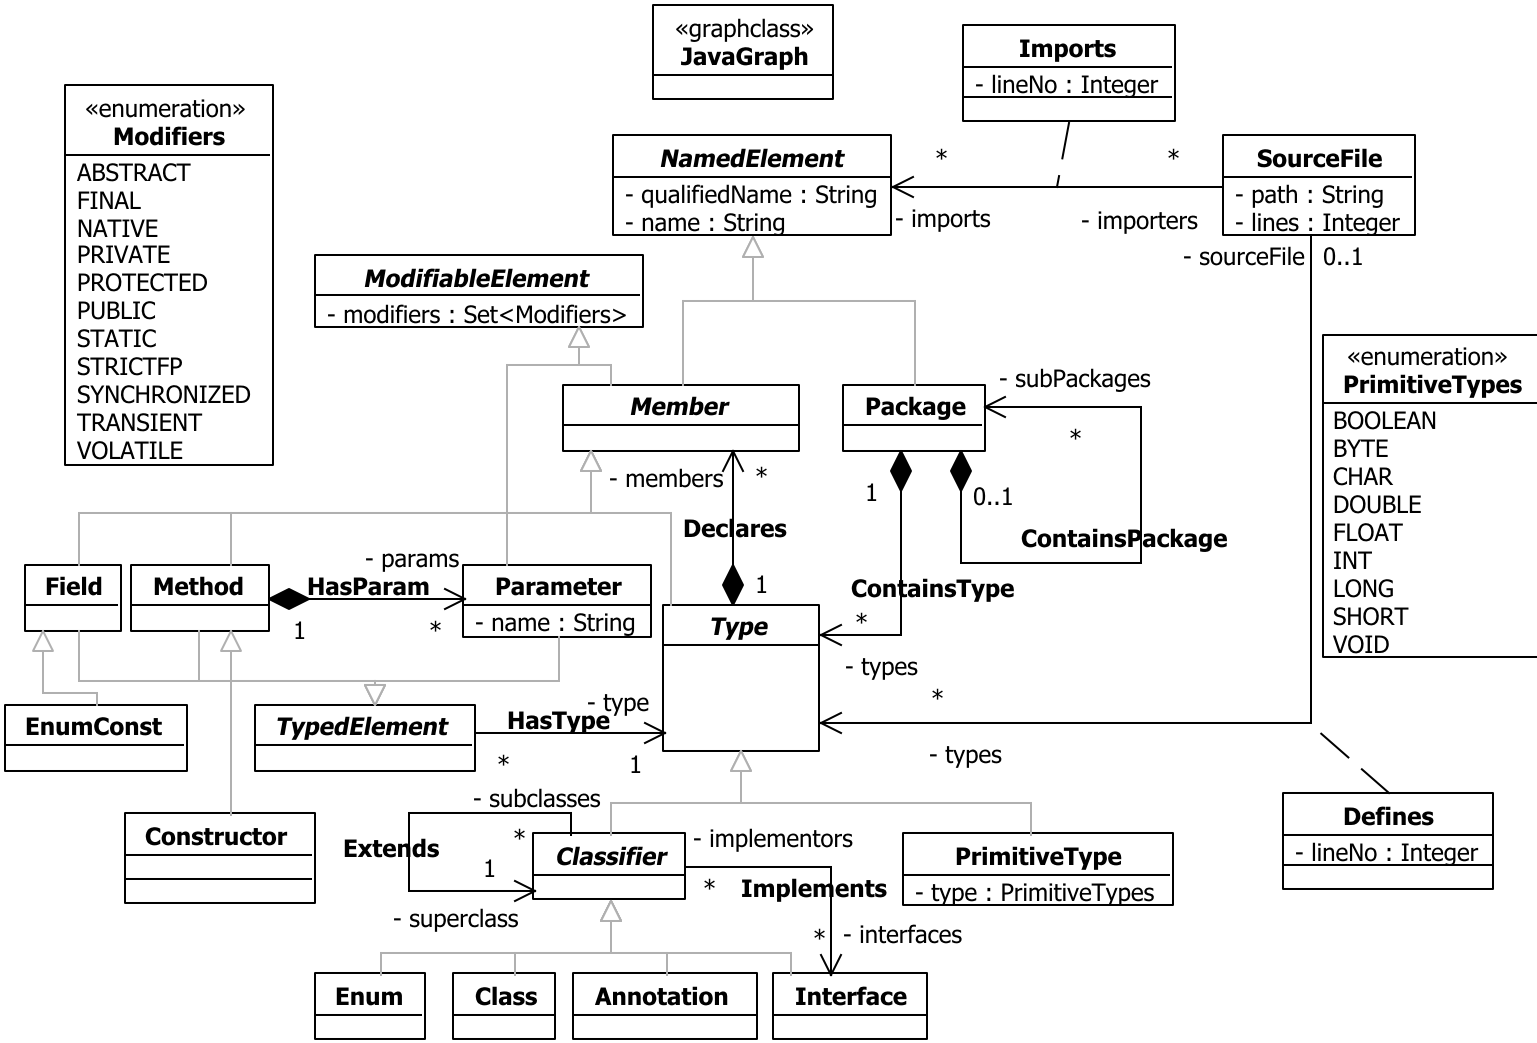 «graphclass»
JavaGraph
Imports
- lineNo : Integer
«enumeration»
Modifiers
ABSTRACT
FINAL
NATIVE
PRIVATE
PROTECTED
PUBLIC
STATIC
STRICTFP
SYNCHRONIZED
TRANSIENT
VOLATILE
NamedElement
- qualifiedName : String
- name : String
*
*
- imports
- importers
SourceFile
- path : String
- lines : Integer
- sourceFile
0..1
ModifiableElement
- modifiers : Set<Modifiers>
«enumeration»
PrimitiveTypes
BOOLEAN
BYTE
CHAR
DOUBLE
FLOAT
INT
LONG
SHORT
VOID
Member
Package
- subPackages
*
- members
*
1
0..1
Declares
ContainsPackage
1
ContainsType
Field
Method
- params
HasParam
1
*
Parameter
- name : String
Type
*
- types
*
- types
EnumConst
TypedElement
- type
HasType
*
1
Constructor
- subclasses
*
Extends
1
- superclass
Classifier
- implementors
*
Implements
*
- interfaces
PrimitiveType
- type : PrimitiveTypes
Defines
- lineNo : Integer
Enum
Class
Annotation
Interface